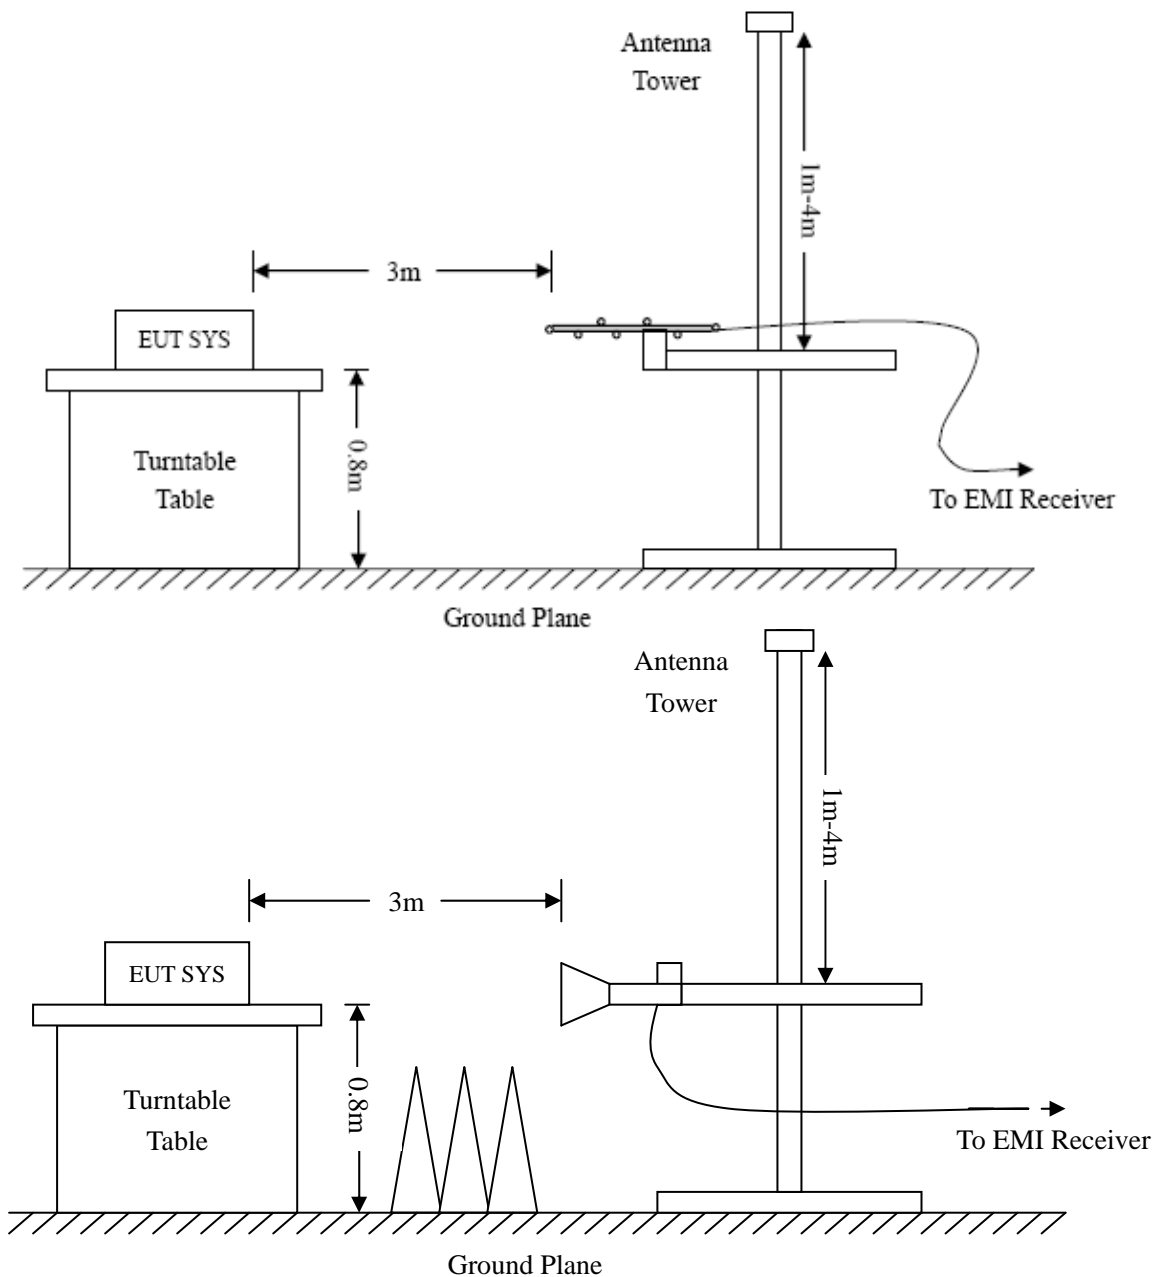 Antenna
Tower
1m-4m
3m
EUT SYS
0.8m
Turntable
Table
To EMI Receiver
Ground Plane
Antenna
Tower
1m-4m
3m
EUT SYS
0.8m
Turntable
Table
To EMI Receiver
Ground Plane